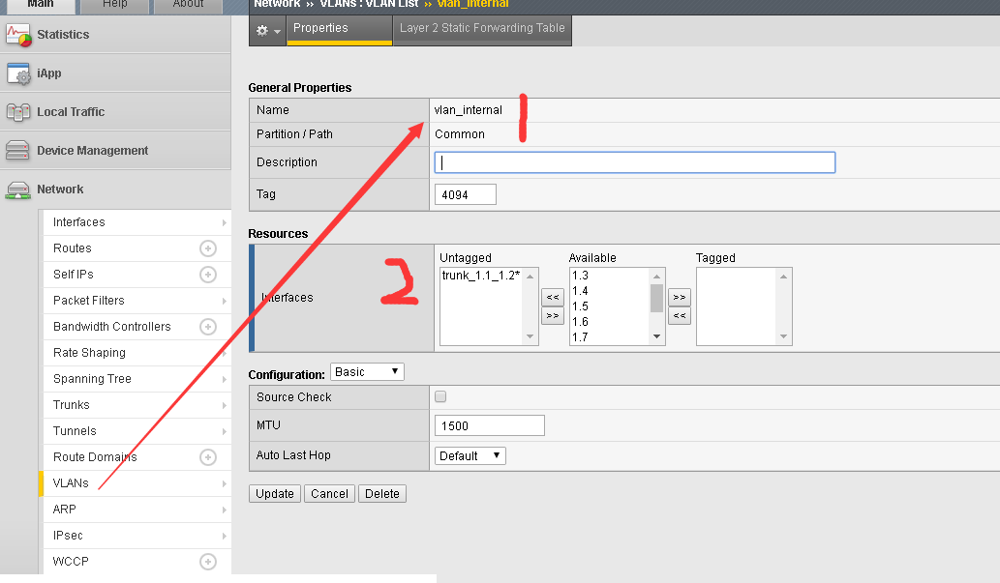 Main Help About
Network ›› VLANs : VLAN List ›› vlan_internal
Properties Layer 2 Static Forwarding Table
Statistics
iApp
Local Traffic
Device Management
Network
Interfaces
Routes
Self IPs
Packet Filters
Bandwidth Controllers
Rate Shaping
Spanning Tree
Trunks
Tunnels
Route Domains
VLANs
ARP
IPsec
WCCP
General Properties
Name vlan_internal 1
Partition / Path Common
Description
Tag 4094
Resources
Interfaces 2
Untagged Available Tagged
trunk_1.1_1.2*
1.3
1.4
1.5
1.6
1.7
<< >>
>> <<
Configuration: Basic
Source Check
MTU 1500
Auto Last Hop Default
Update Cancel Delete